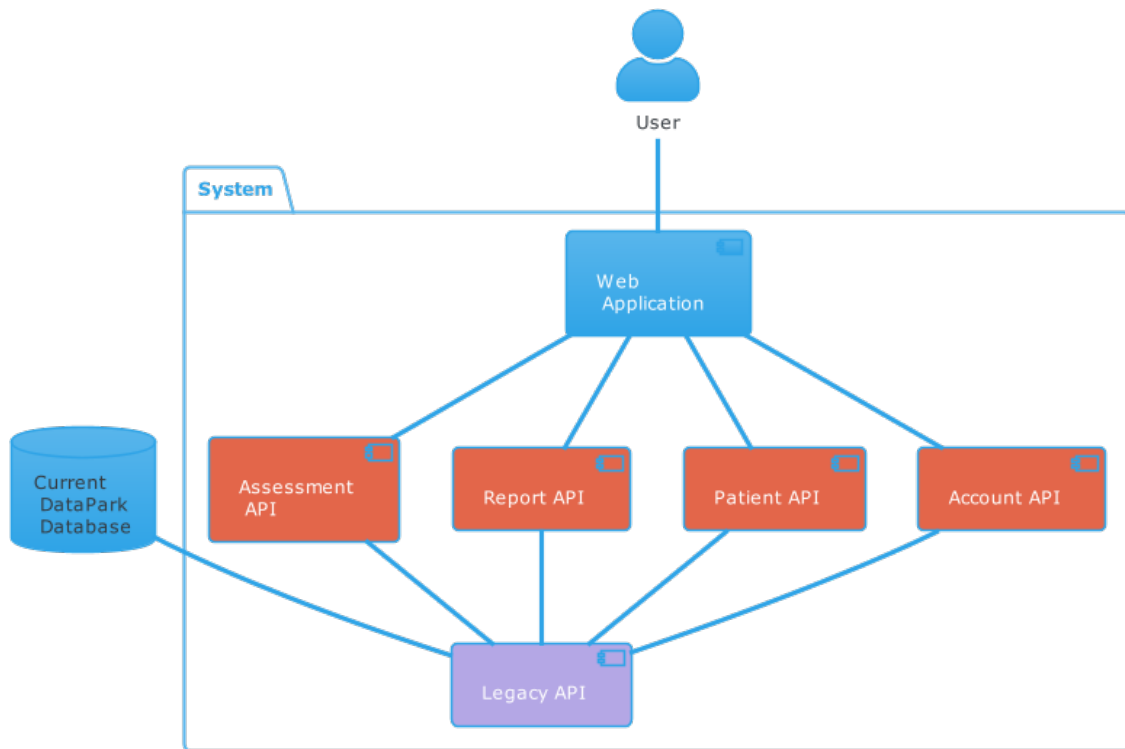 User
System
Web
Application
Current
DataPark
Database
Assessment
API
Report API
Patient API
Account API
Legacy API